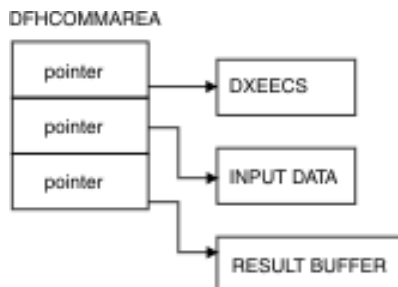 DFHCOMMAREA
pointer
DXEECS
pointer
INPUT DATA
pointer
RESULT BUFFER